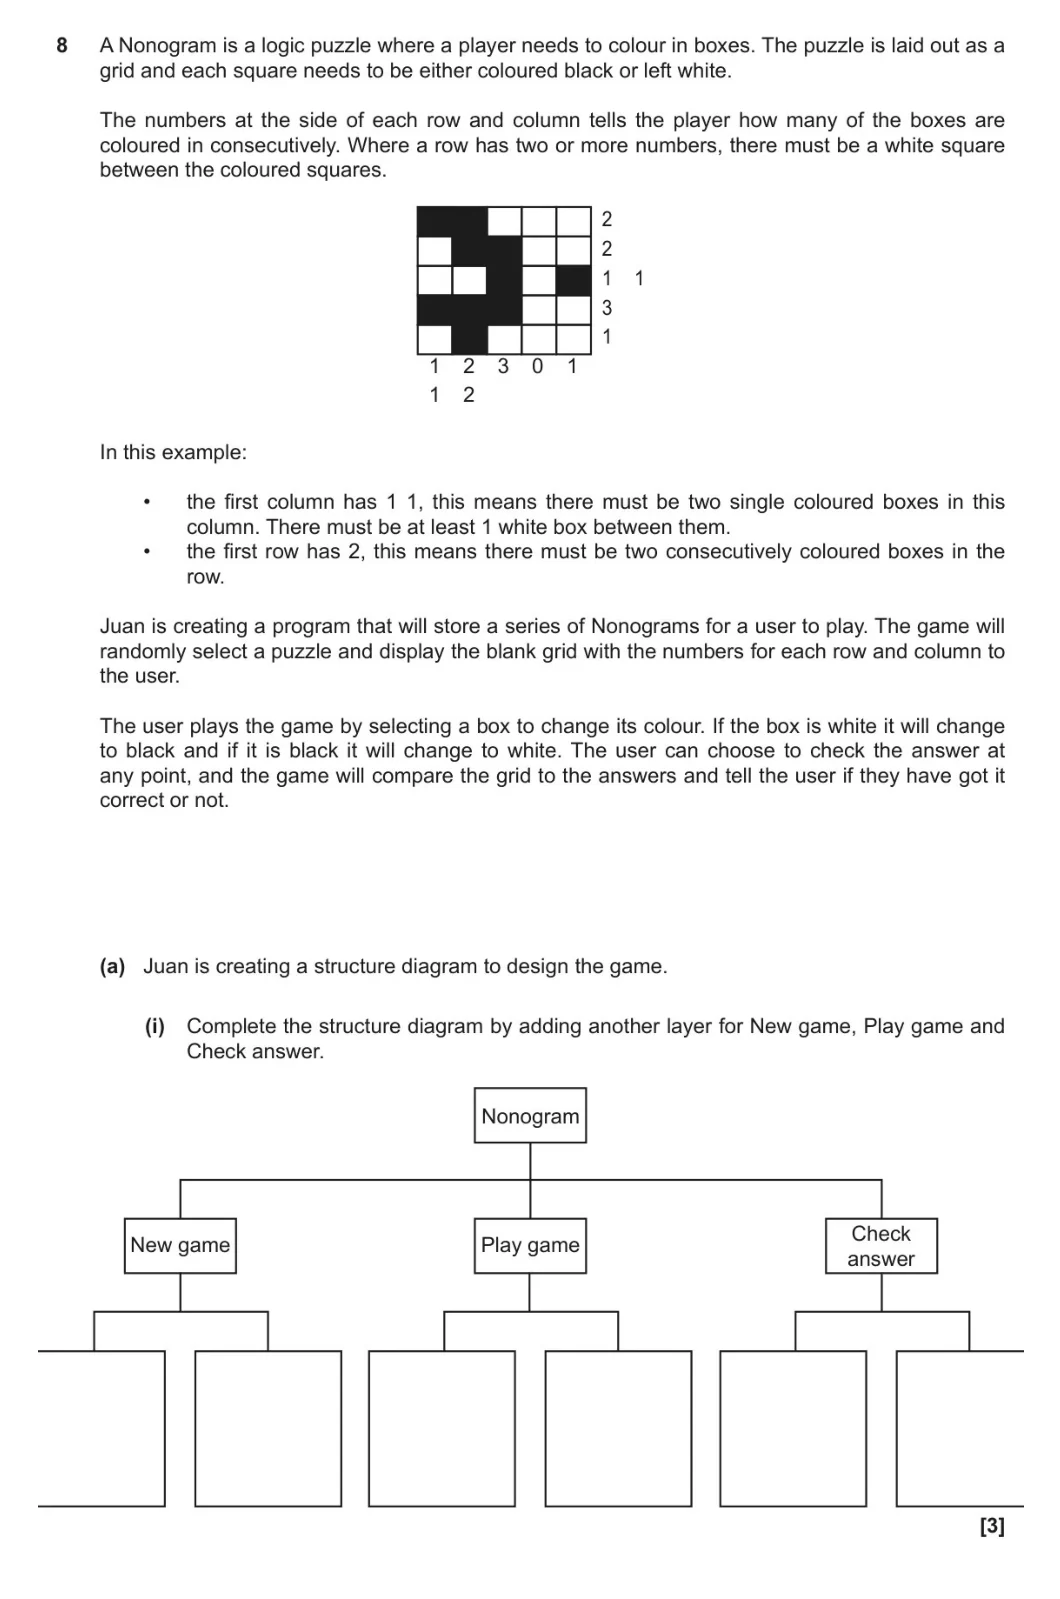 8 A Nonogram is a logic puzzle where a player needs to colour in boxes. The puzzle is laid out as a
grid and each square needs to be either coloured black or left white.
The numbers at the side of each row and column tells the player how many of the boxes are
coloured in consecutively. Where a row has two or more numbers, there must be a white square
between the coloured squares.
2
2
1 1
3
1
1 2 3 0 1
1 2
In this example:
• the first column has 1 1, this means there must be two single coloured boxes in this
column. There must be at least 1 white box between them.
• the first row has 2, this means there must be two consecutively coloured boxes in the
row.
Juan is creating a program that will store a series of Nonograms for a user to play. The game will
randomly select a puzzle and display the blank grid with the numbers for each row and column to
the user.
The user plays the game by selecting a box to change its colour. If the box is white it will change
to black and if it is black it will change to white. The user can choose to check the answer at
any point, and the game will compare the grid to the answers and tell the user if they have got it
correct or not.
(a) Juan is creating a structure diagram to design the game.
(i) Complete the structure diagram by adding another layer for New game, Play game and
Check answer.
Nonogram
New game
Play game
Check
answer
[3]